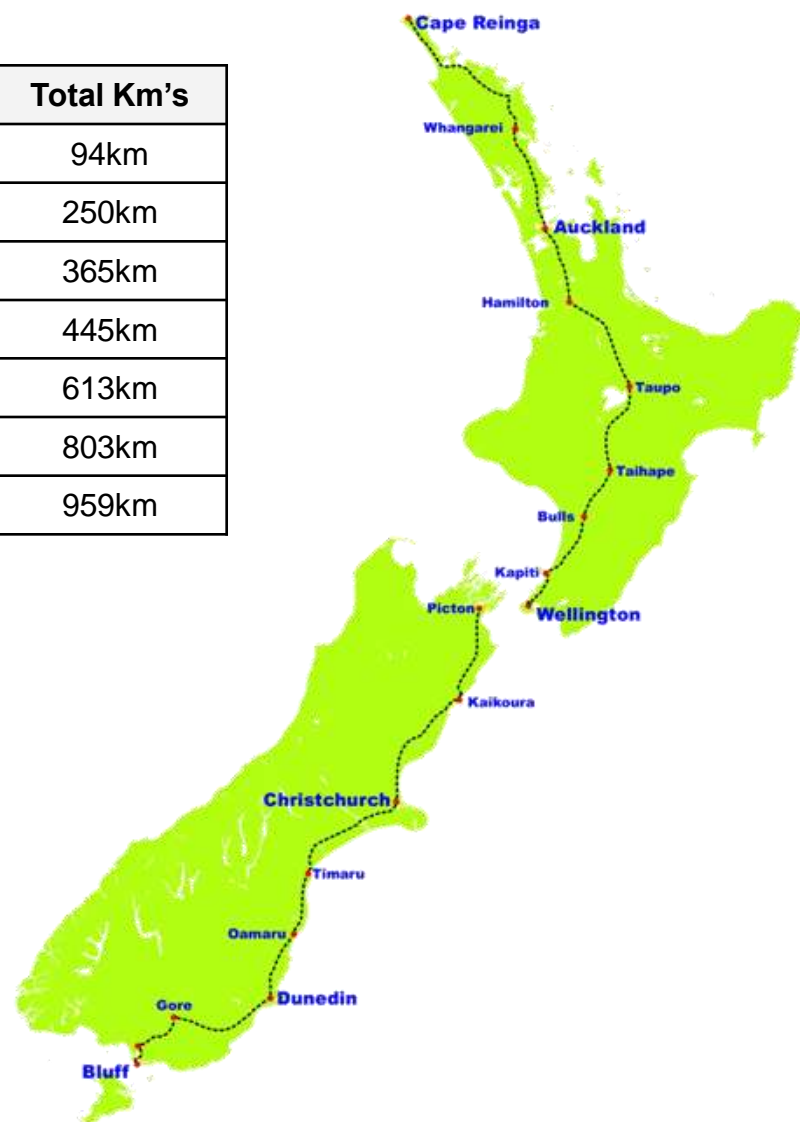 Total Km's
94km
250km
365km
445km
613km
803km
959km
Cape Reinga
Whangarei
Auckland
Hamilton
Taupo
Taihape
Bulls
Kapiti
Wellington
Picton
Kaikoura
Christchurch
Timaru
Oamaru
Dunedin
Gore
Bluff